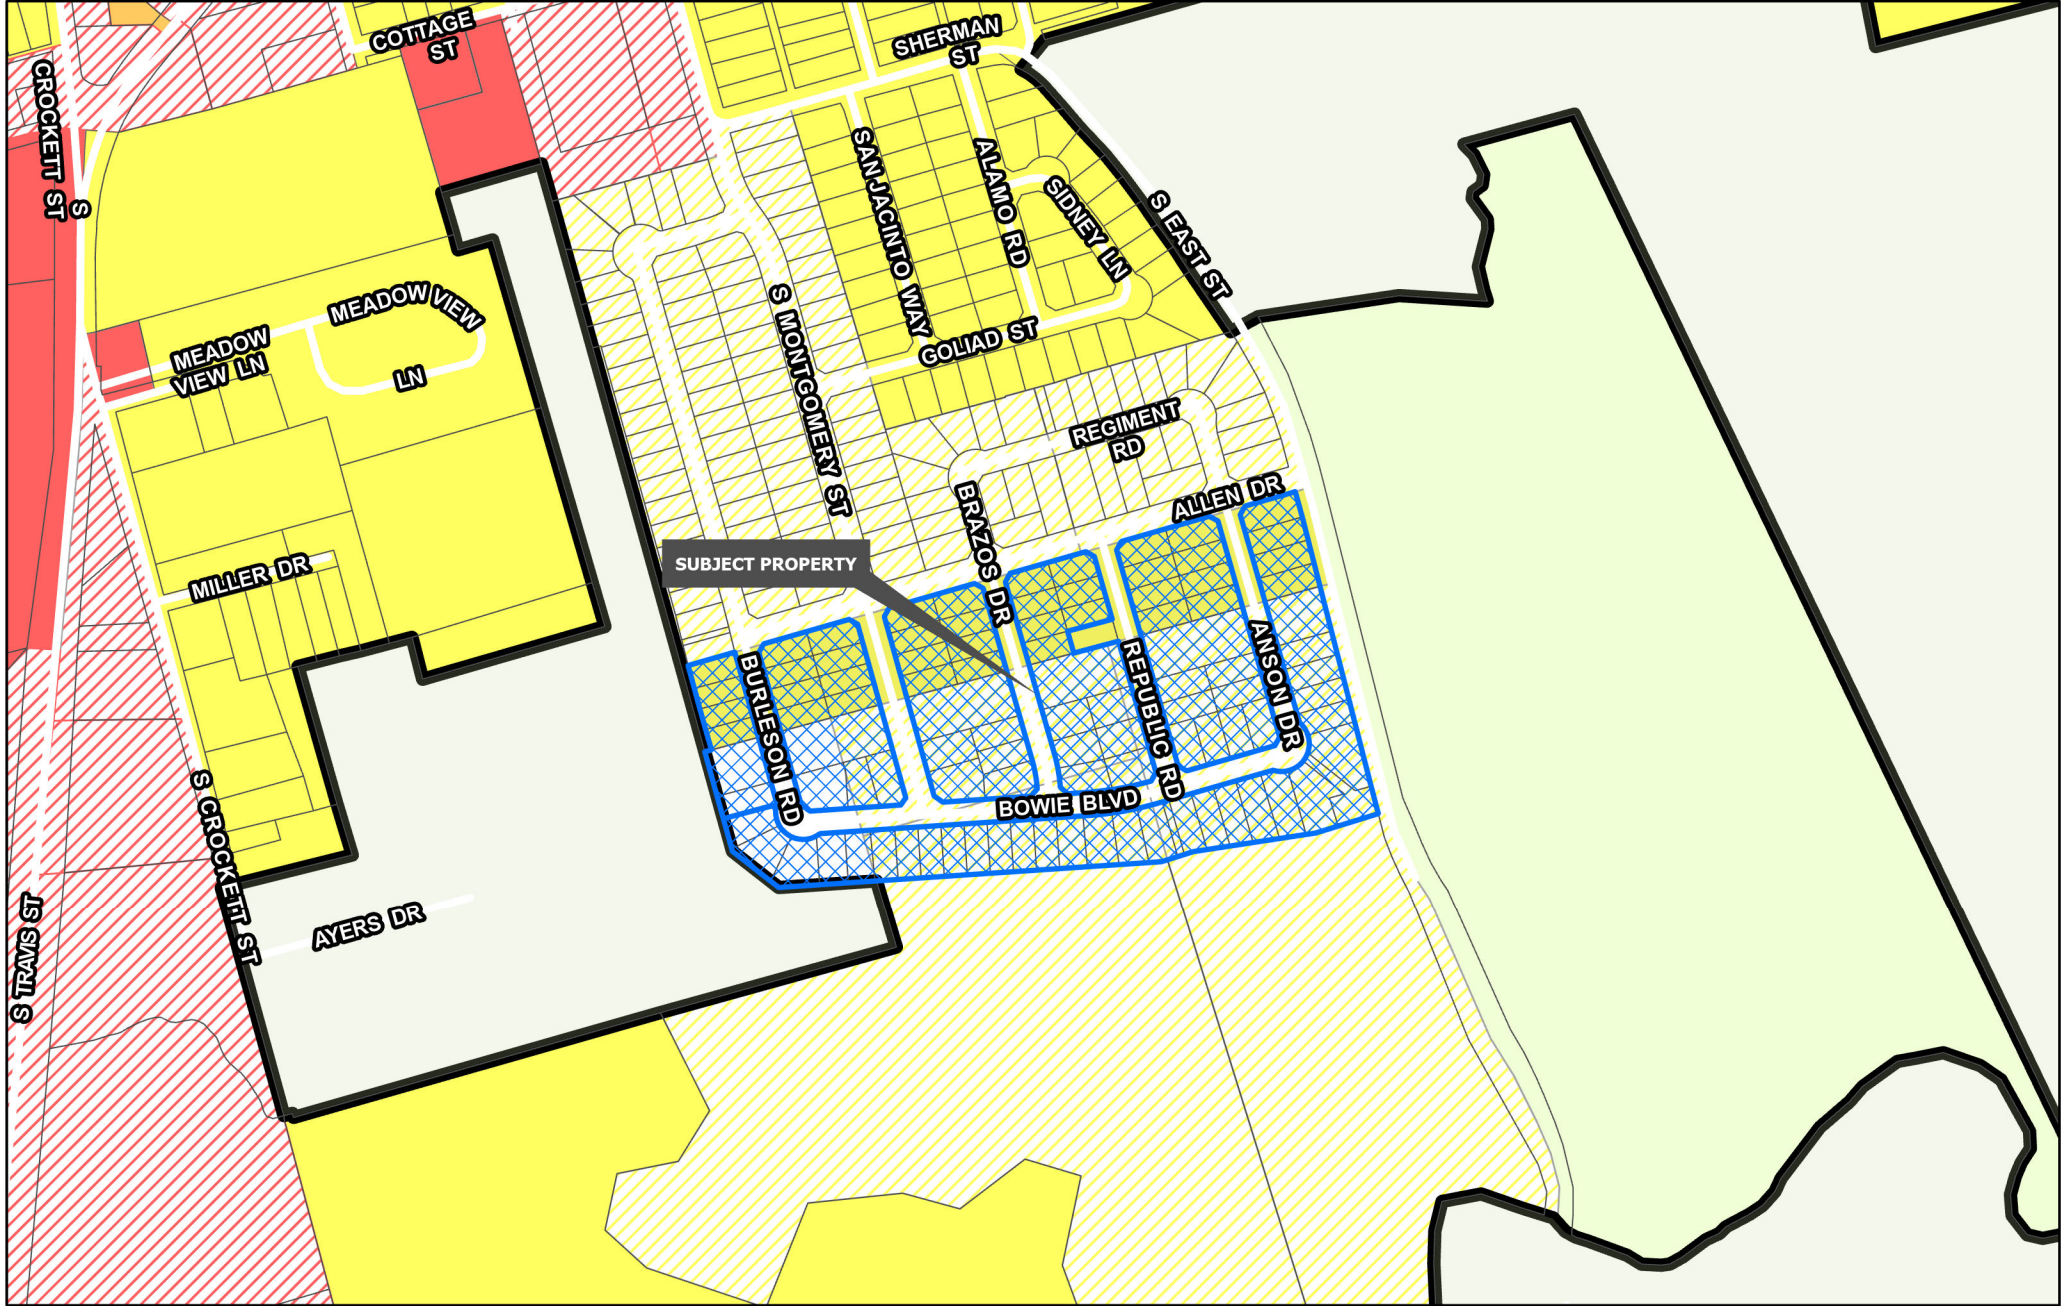 COTTAGE
ST
SHERMAN
ST
S CROCKETT ST
SAN JACINTO WAY
ALAMO RD
SIDNEY LN
S EAST ST
MEADOW VIEW
LN
MEADOW
VIEW LN
S MONTGOMERY ST
GOLIAD ST
REGIMENT
RD
BRAZOS DR
ALLEN DR
SUBJECT PROPERTY
MILLER DR
BURLESON RD
REPUBLIC RD
ANSON DR
BOWIE BLVD
S CROCKETT ST
AYERS DR
S TRAVIS ST